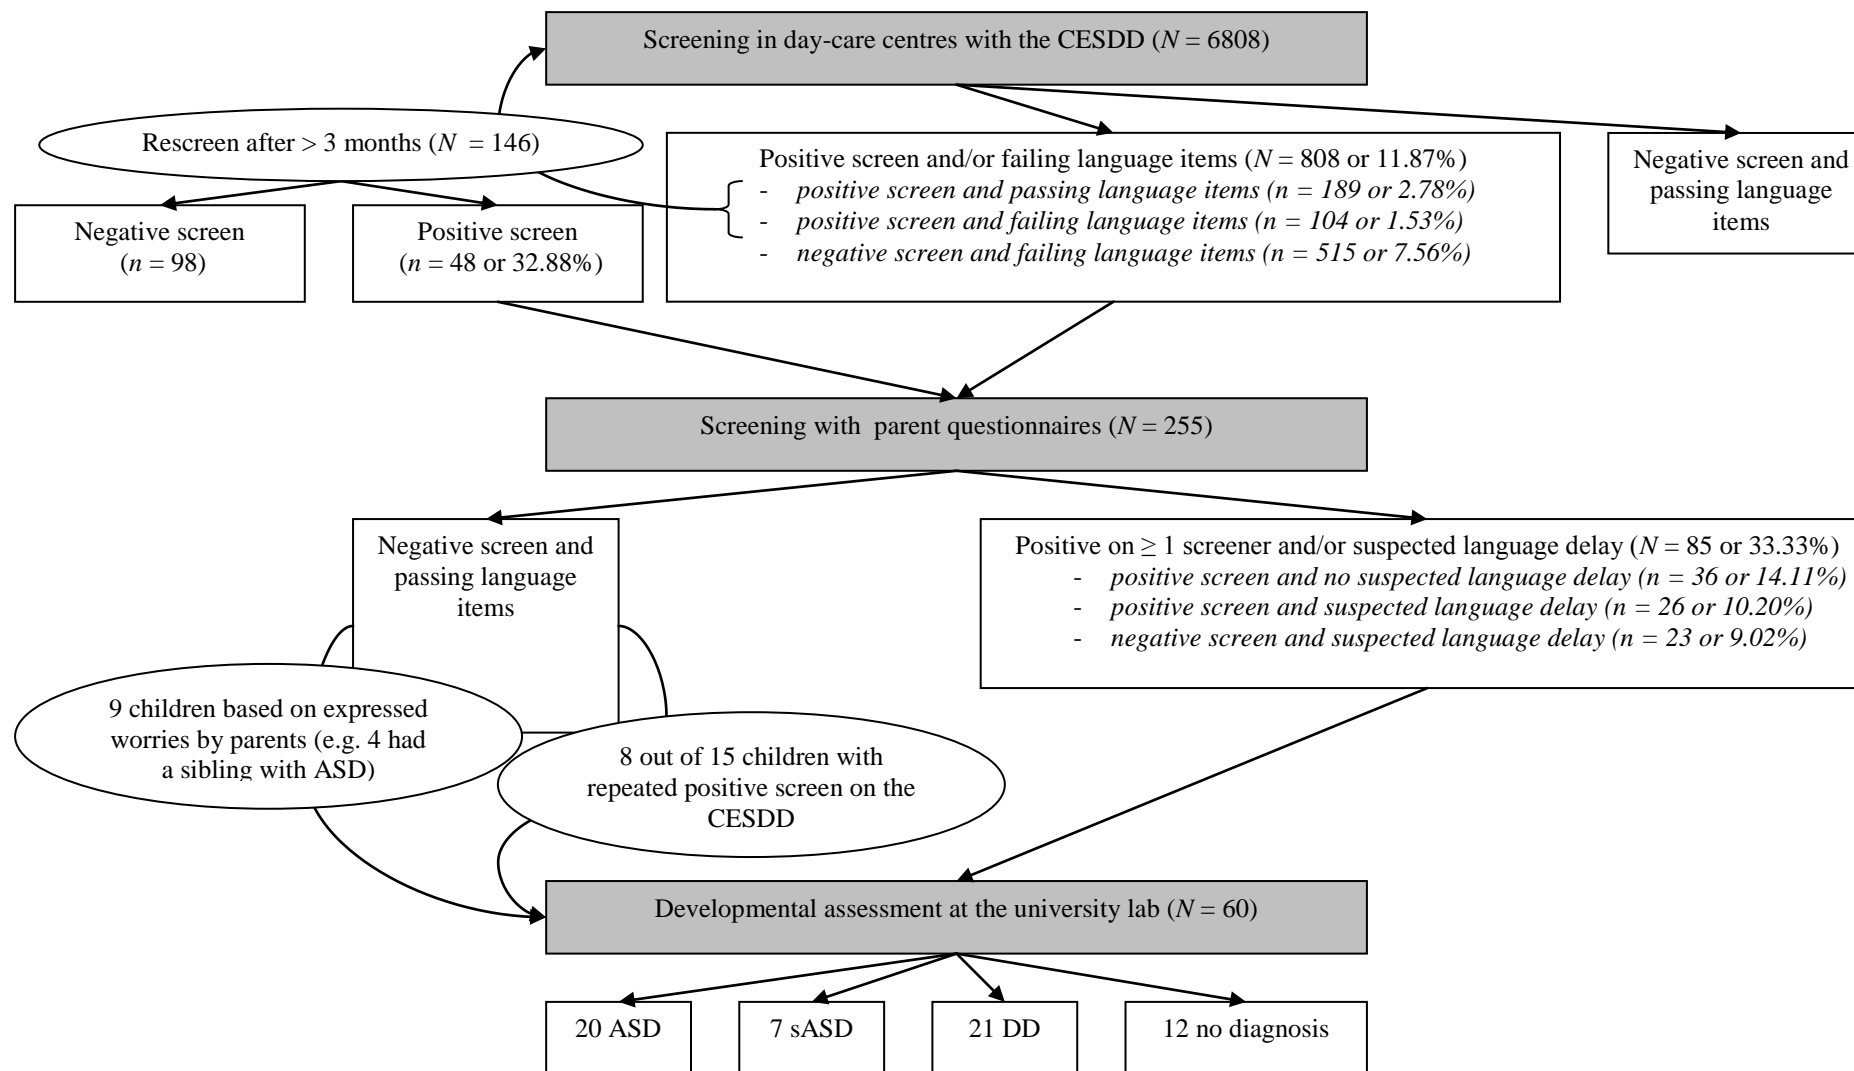 Screening in day-care centres with the CESDD (N = 6808)
Rescreen after > 3 months (N = 146)
Negative screen
(n = 98)
Positive screen
(n = 48 or 32.88%)
Positive screen and/or failing language items (N = 808 or 11.87%)
- positive screen and passing language items (n = 189 or 2.78%)
- positive screen and failing language items (n = 104 or 1.53%)
- negative screen and failing language items (n = 515 or 7.56%)
Negative screen and
passing language
items
Screening with parent questionnaires (N = 255)
Negative screen and
passing language
items
Positive on ≥ 1 screener and/or suspected language delay (N = 85 or 33.33%)
- positive screen and no suspected language delay (n = 36 or 14.11%)
- positive screen and suspected language delay (n = 26 or 10.20%)
- negative screen and suspected language delay (n = 23 or 9.02%)
9 children based on expressed
worries by parents (e.g. 4 had
a sibling with ASD)
8 out of 15 children with
repeated positive screen on the
CESDD
Developmental assessment at the university lab (N = 60)
20 ASD
7 sASD
21 DD
12 no diagnosis